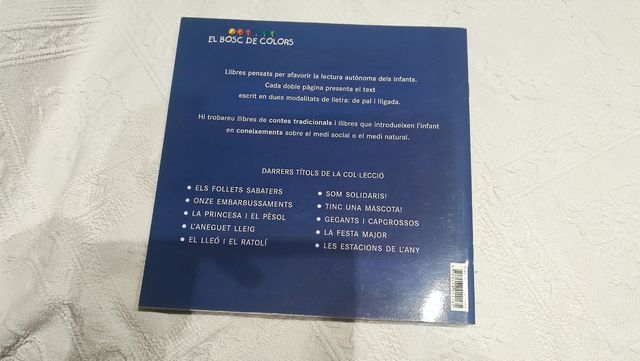 EL BOSC DE COLORS
Llibres pensats per afavorir la lectura autònoma dels infants.
Cada doble pàgina presenta el text
escrit en dues modalitats de lletra: de pal i lligada.
Hi trobareu llibres de contes tradicionals i llibres que introdueixen l'infant
en coneixements sobre el medi social o el medi natural.
DARRERS TÍTOLS DE LA COL·LECCIÓ
• ELS FOLLETS SABATERS
• ONZE EMBARBUSSAMENTS
• LA PRINCESA I EL PÈSOL
• L'ANEGUET LLEIG
• EL LLEÓ I EL RATOLÍ
• SOM SOLIDARIS!
• TINC UNA MASCOTA!
• GEGANTS I CAPGROSSOS
• LA FESTA MAJOR
• LES ESTACIONS DE L'ANY